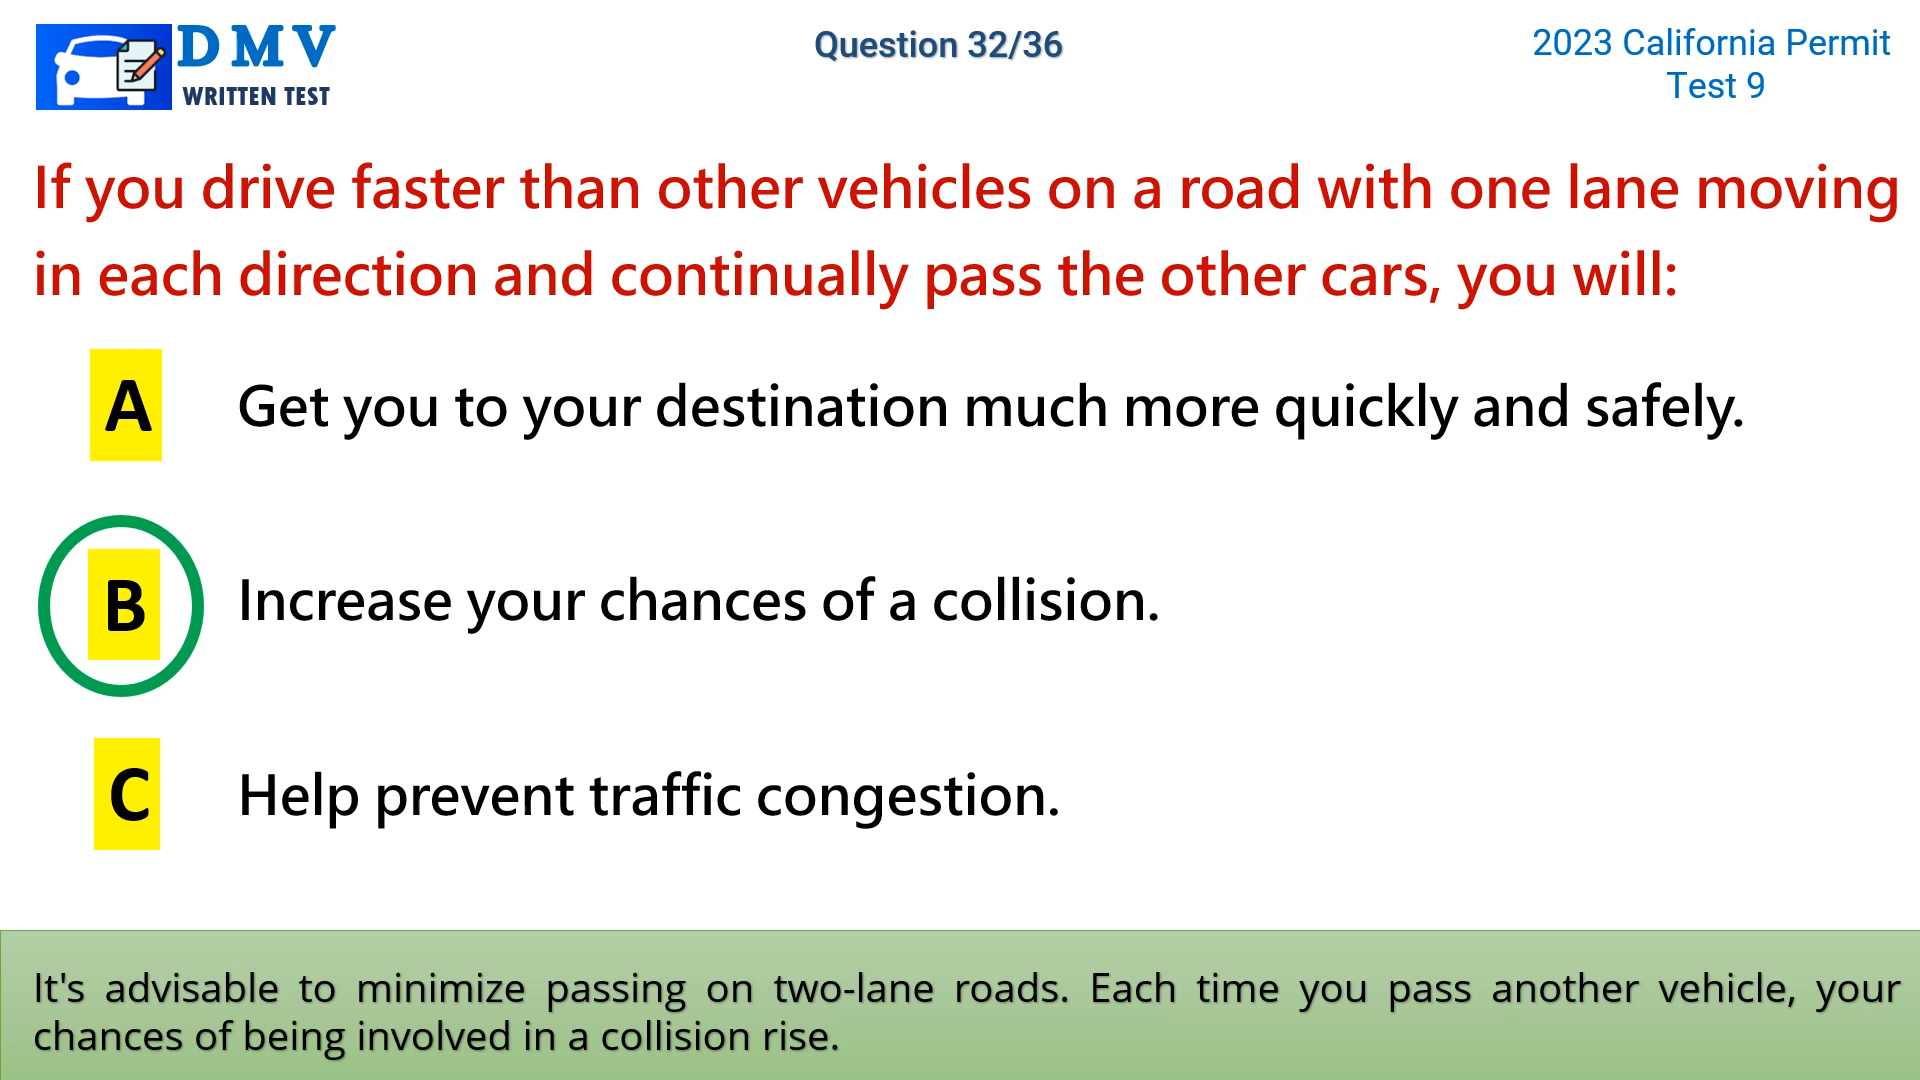 DMV
WRITTEN TEST
Question 32/36
2023 California Permit
Test 9
If you drive faster than other vehicles on a road with one lane moving
in each direction and continually pass the other cars, you will:
A Get you to your destination much more quickly and safely.
B Increase your chances of a collision.
C Help prevent traffic congestion.
It's advisable to minimize passing on two-lane roads. Each time you pass another vehicle, your
chances of being involved in a collision rise.